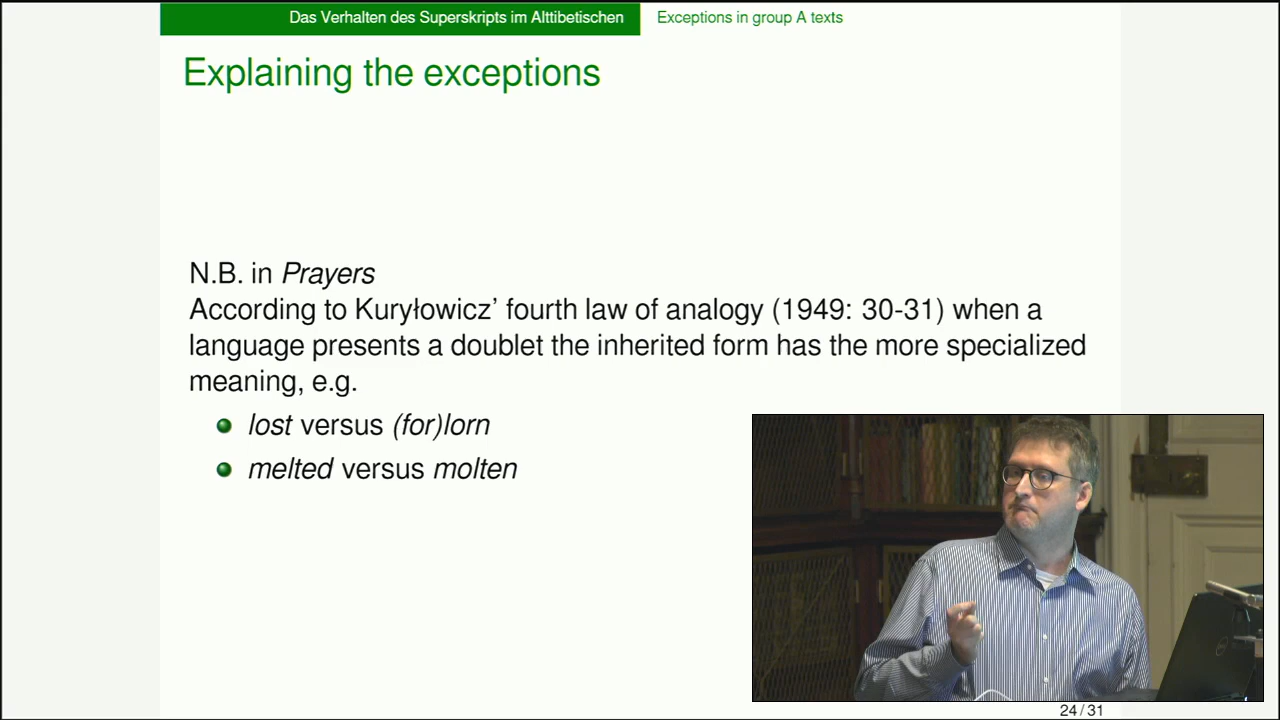 Das Verhalten des Superskripts im Alttibetischen
Exceptions in group A texts
Explaining the exceptions
N.B. in Prayers
According to Kuryłowicz’ fourth law of analogy (1949: 30-31) when a
language presents a doublet the inherited form has the more specialized
meaning, e.g.
lost versus (for)lorn
melted versus molten
24/31